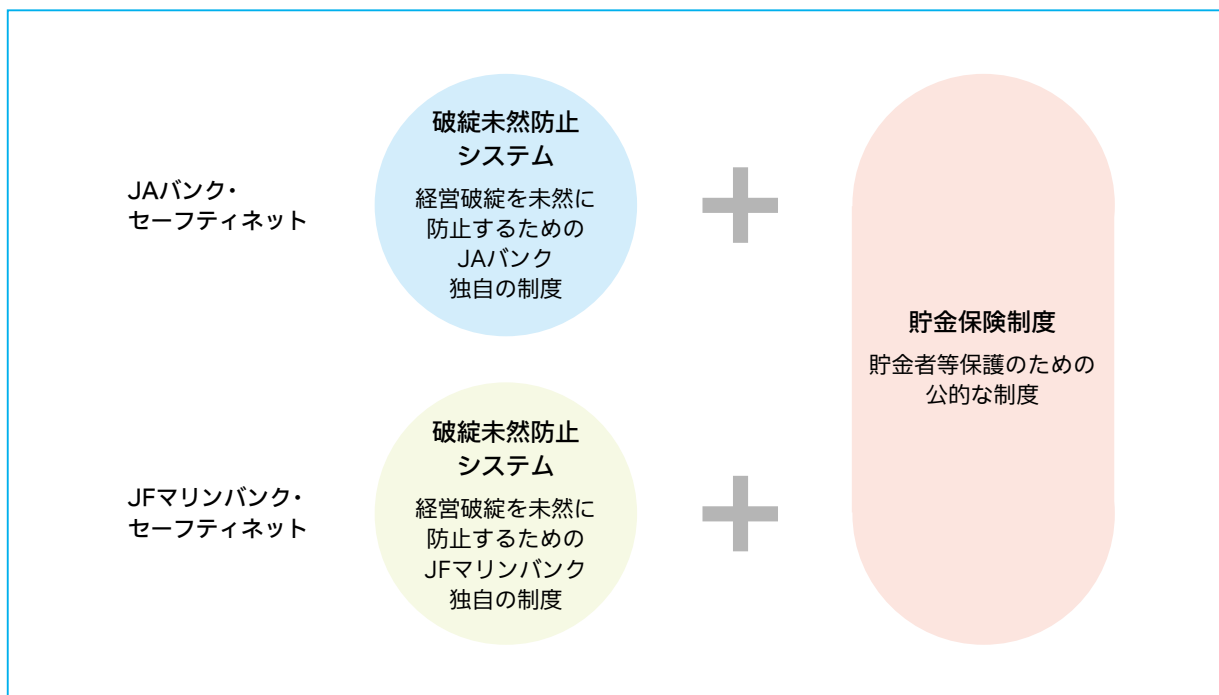 JAバンク・
セーフティネット
破綻未然防止
システム
経営破綻を未然に
防止するための
JAバンク
独自の制度
JFマリンバンク・
セーフティネット
破綻未然防止
システム
経営破綻を未然に
防止するための
JFマリンバンク
独自の制度
貯金保険制度
貯金者等保護のための
公的な制度